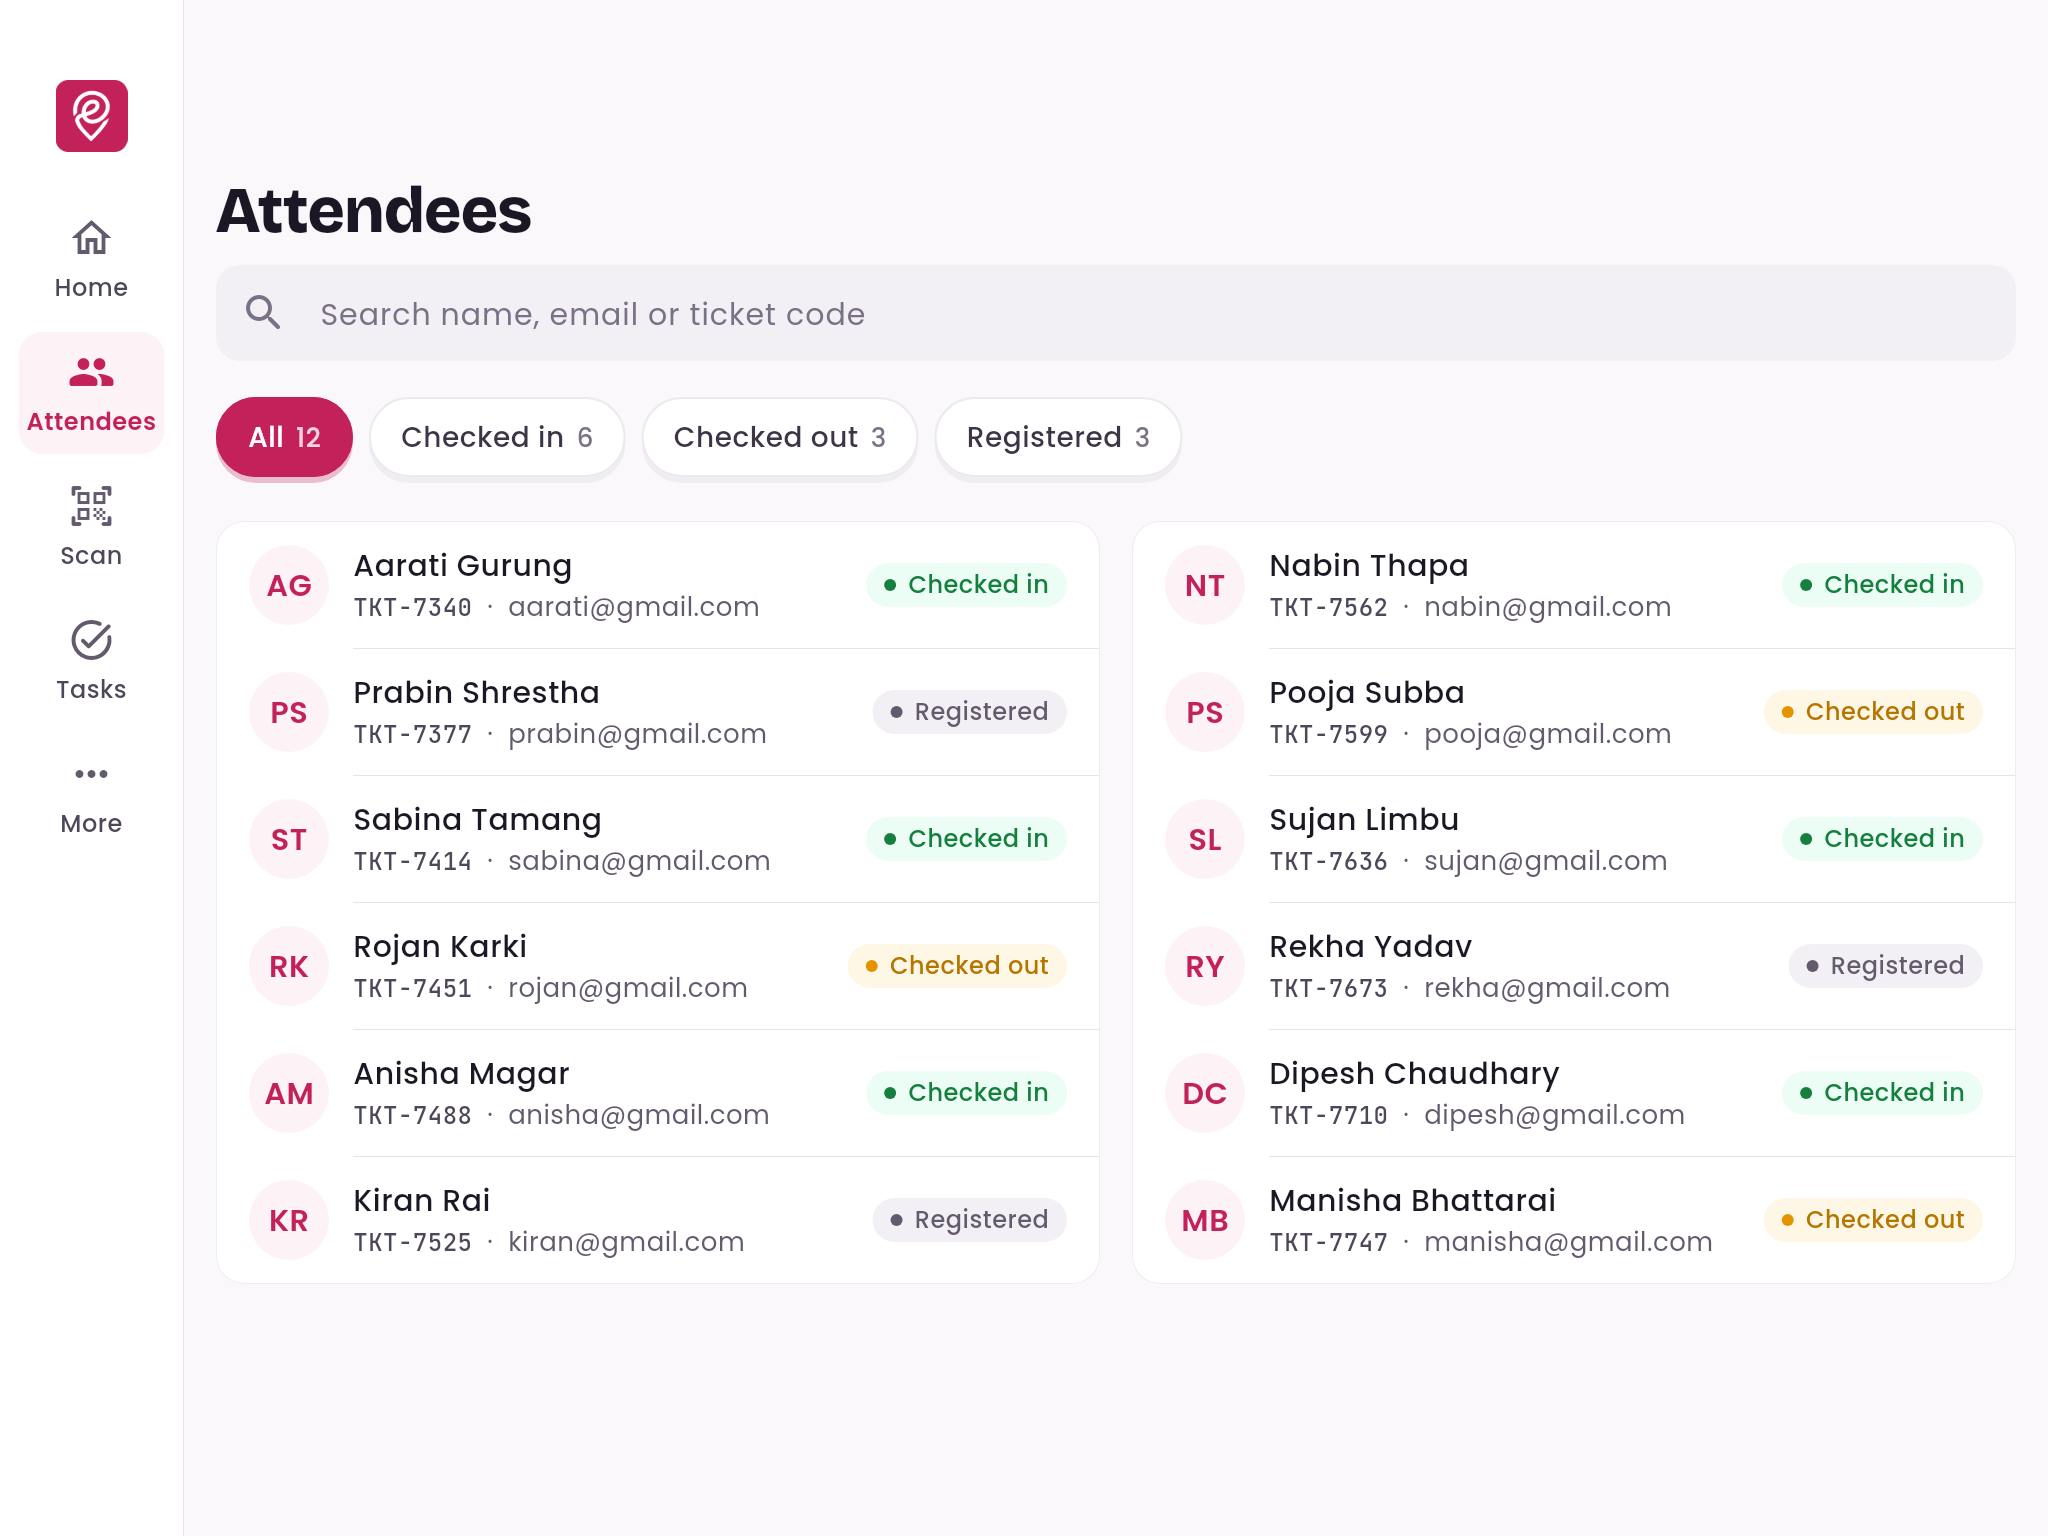 Home
Attendees
Scan
Tasks
More
Attendees
Search name, email or ticket code
All 12 Checked in 6 Checked out 3 Registered 3
AG Aarati Gurung Checked in
TKT-7340 · aarati@gmail.com
PS Prabin Shrestha Registered
TKT-7377 · prabin@gmail.com
ST Sabina Tamang Checked in
TKT-7414 · sabina@gmail.com
RK Rojan Karki Checked out
TKT-7451 · rojan@gmail.com
AM Anisha Magar Checked in
TKT-7488 · anisha@gmail.com
KR Kiran Rai Registered
TKT-7525 · kiran@gmail.com
NT Nabin Thapa Checked in
TKT-7562 · nabin@gmail.com
PS Pooja Subba Checked out
TKT-7599 · pooja@gmail.com
SL Sujan Limbu Checked in
TKT-7636 · sujan@gmail.com
RY Rekha Yadav Registered
TKT-7673 · rekha@gmail.com
DC Dipesh Chaudhary Checked in
TKT-7710 · dipesh@gmail.com
MB Manisha Bhattarai Checked out
TKT-7747 · manisha@gmail.com